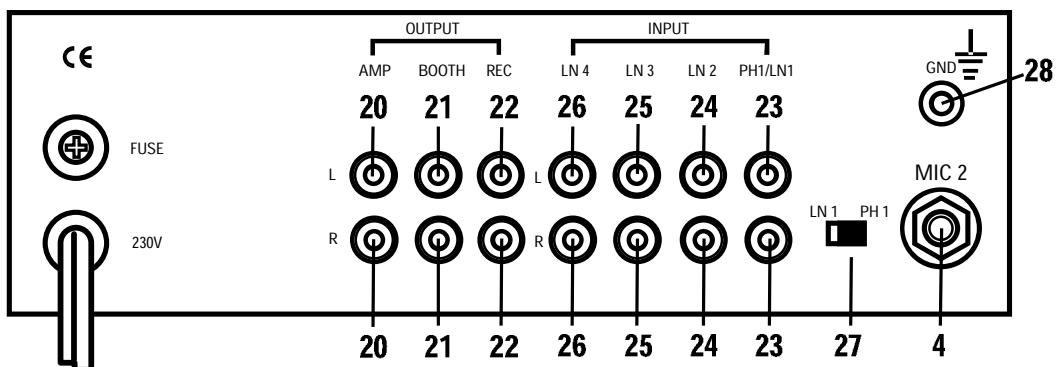 OUTPUT INPUT
CE AMP BOOTH REC LN 4 LN 3 LN 2 PH1/LN1 GND 28
20 21 22 26 25 24 23
FUSE
L L MIC 2
LN 1 PH 1
230V R R
20 21 22 26 25 24 23 27 4